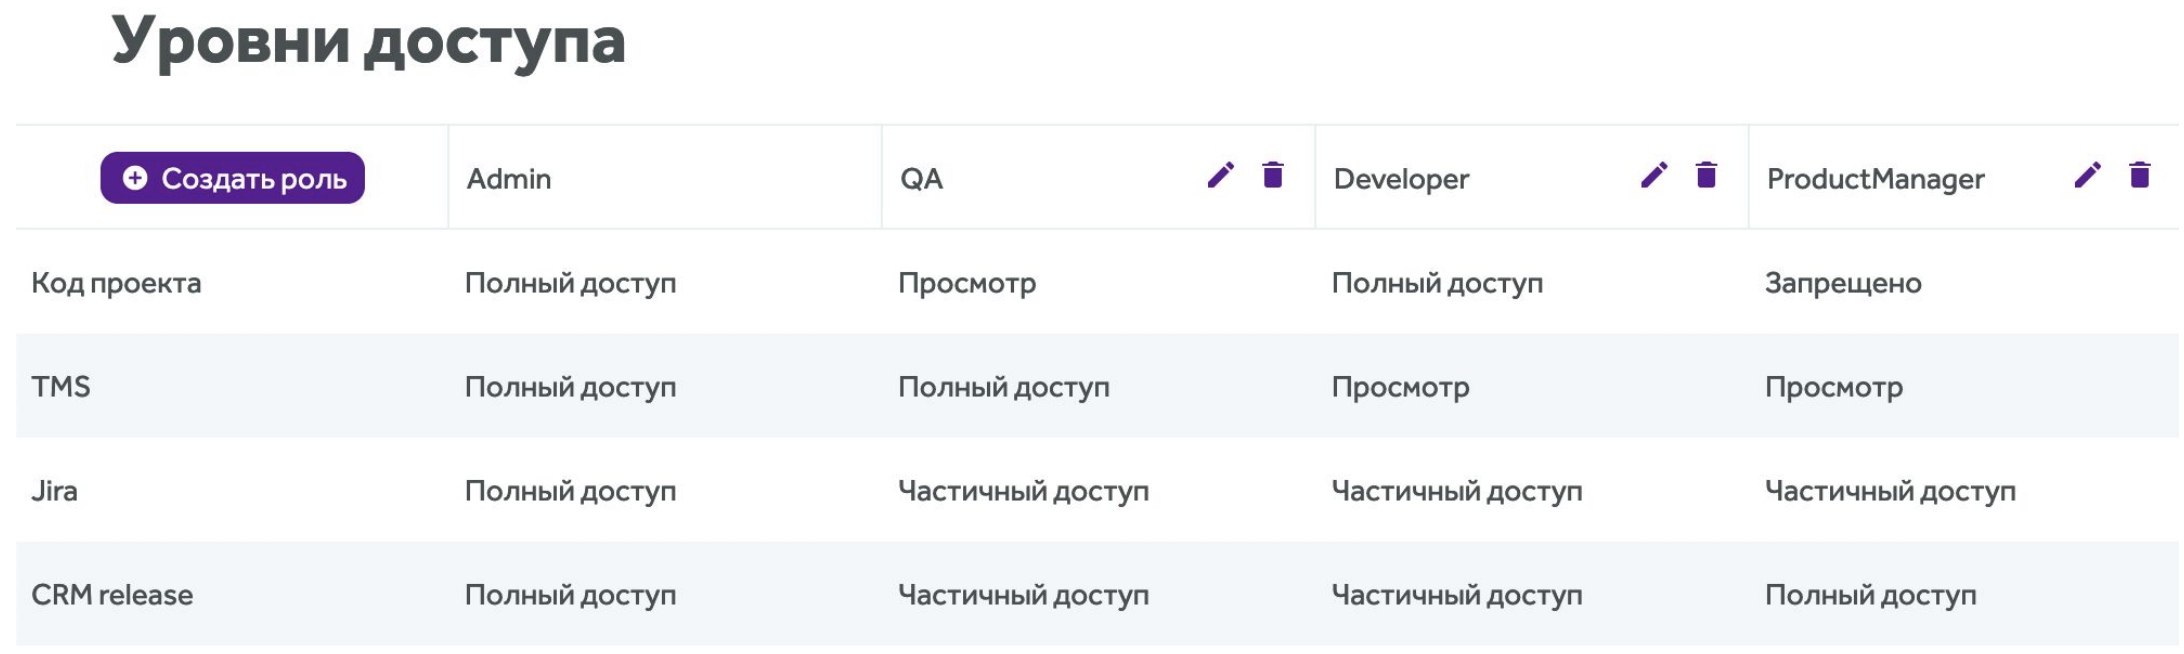 Уровни доступа
Создать роль Admin QA Developer ProductManager
Код проекта Полный доступ Просмотр Полный доступ Запрещено
TMS Полный доступ Полный доступ Просмотр Просмотр
Jira Полный доступ Частичный доступ Частичный доступ Частичный доступ
CRM release Полный доступ Частичный доступ Частичный доступ Полный доступ